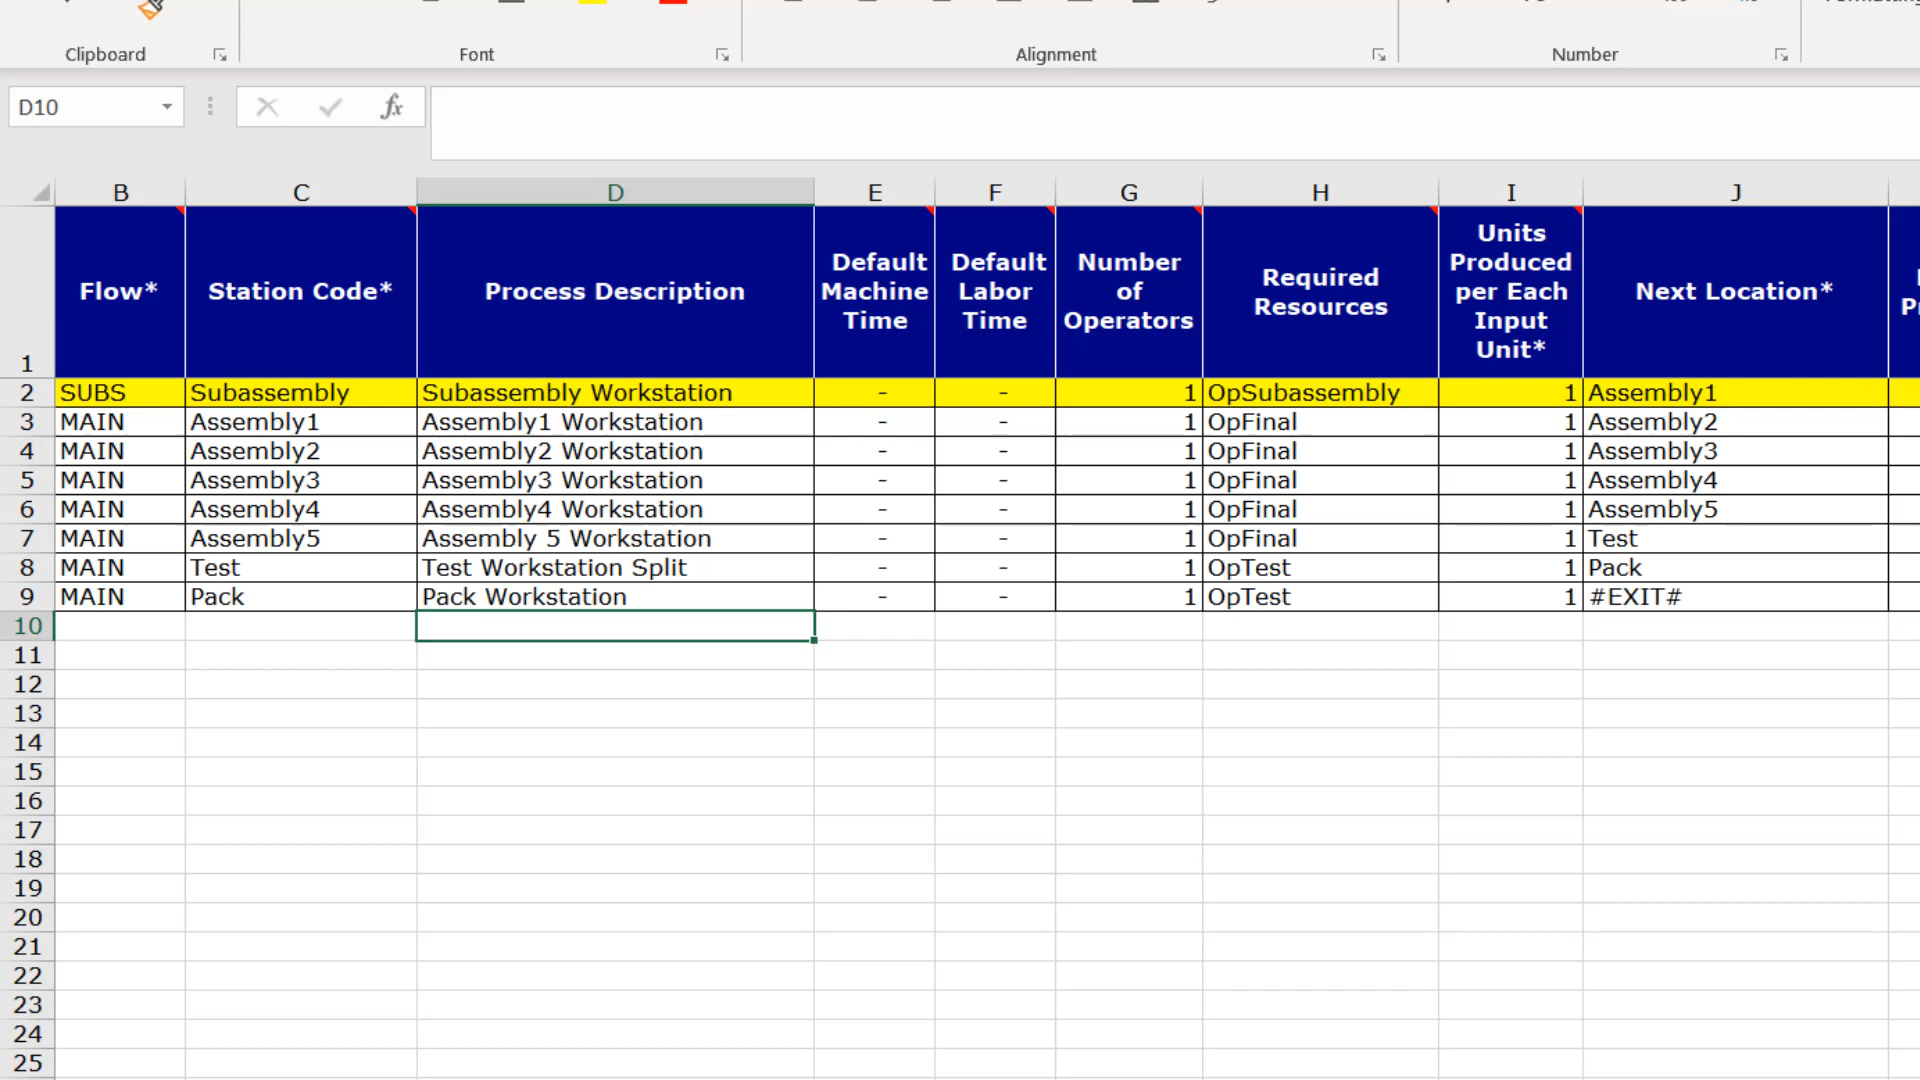 Clipboard Font Alignment Number
D10 fx
B C D E F G H I J
1 Flow* Station Code* Process Description Default Machine Time Default Labor Time Number of Operators Required Resources Units Produced per Each Input Unit* Next Location*
2 SUBS Subassembly Subassembly Workstation - - 1 OpSubassembly 1 Assembly1
3 MAIN Assembly1 Assembly1 Workstation - - 1 OpFinal 1 Assembly2
4 MAIN Assembly2 Assembly2 Workstation - - 1 OpFinal 1 Assembly3
5 MAIN Assembly3 Assembly3 Workstation - - 1 OpFinal 1 Assembly4
6 MAIN Assembly4 Assembly4 Workstation - - 1 OpFinal 1 Assembly5
7 MAIN Assembly5 Assembly 5 Workstation - - 1 OpFinal 1 Test
8 MAIN Test Test Workstation Split - - 1 OpTest 1 Pack
9 MAIN Pack Pack Workstation - - 1 OpTest 1 #EXIT#
10
11
12
13
14
15
16
17
18
19
20
21
22
23
24
25